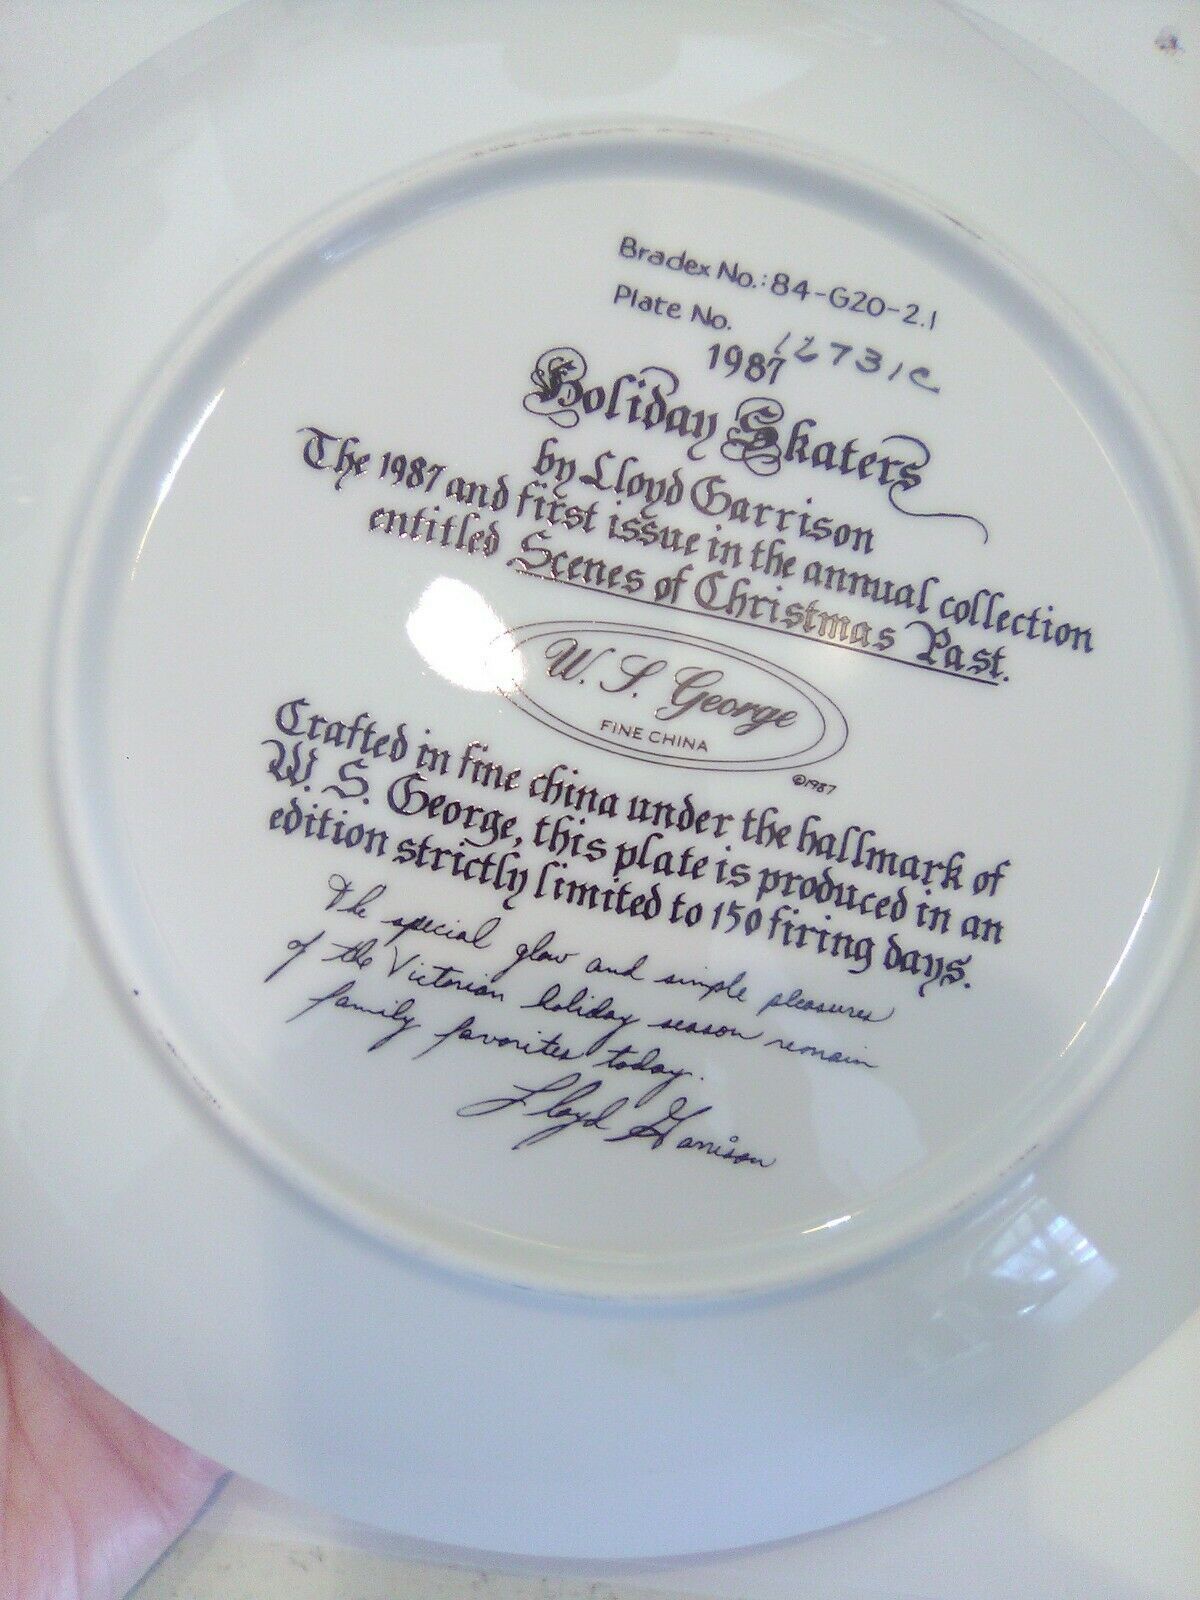 Bradex No.: 84-G20-2.1
Plate No. 12731C
1987
Holiday Skaters
by Lloyd Garrison
The 1987 and first issue in the annual collection
entitled Scenes of Christmas Past.
W. S. George
FINE CHINA
©1987
Crafted in fine china under the hallmark of
W. S. George, this plate is produced in an
edition strictly limited to 150 firing days.
The special glow and simple pleasures
of the Victorian holiday season remain
family favorites today.
Lloyd Garrison